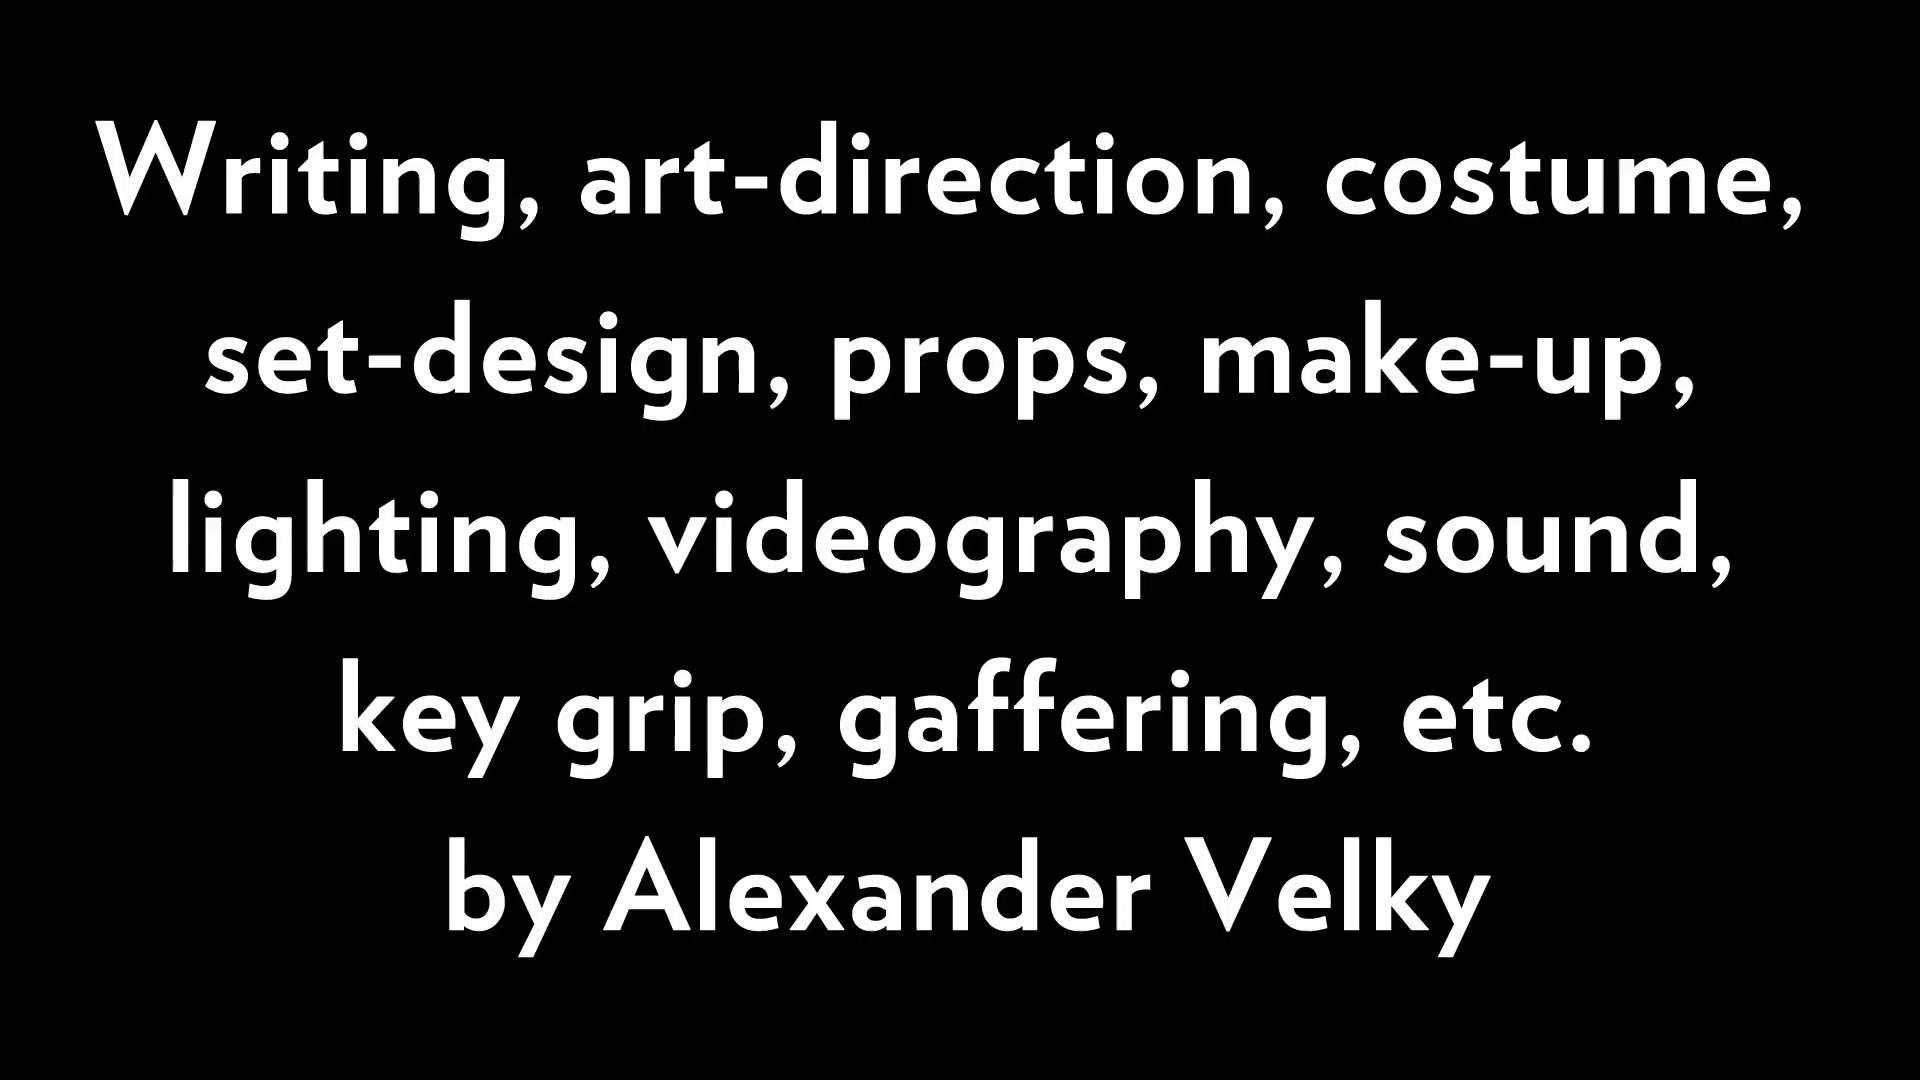 Writing, art-direction, costume,
set-design, props, make-up,
lighting, videography, sound,
key grip, gaffering, etc.
by Alexander Velky